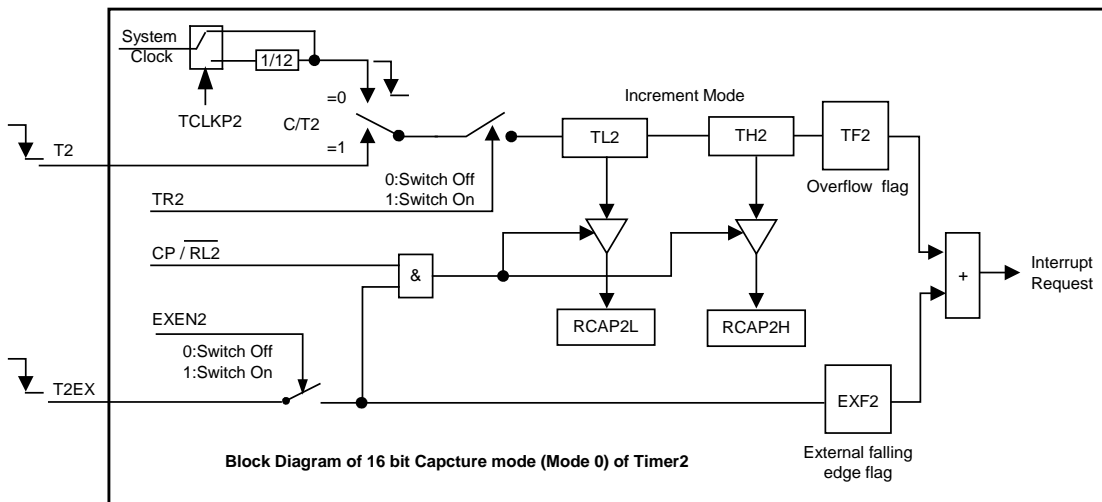 System
Clock
1/12
TCLKP2
=0
C/T2
=1
T2
Increment Mode
TL2
TH2
TF2
Overflow flag
0:Switch Off
1:Switch On
TR2
CP / RL2
&
+
Interrupt
Request
RCAP2L
RCAP2H
EXEN2
0:Switch Off
1:Switch On
T2EX
EXF2
External falling
edge flag
Block Diagram of 16 bit Capcture mode (Mode 0) of Timer2